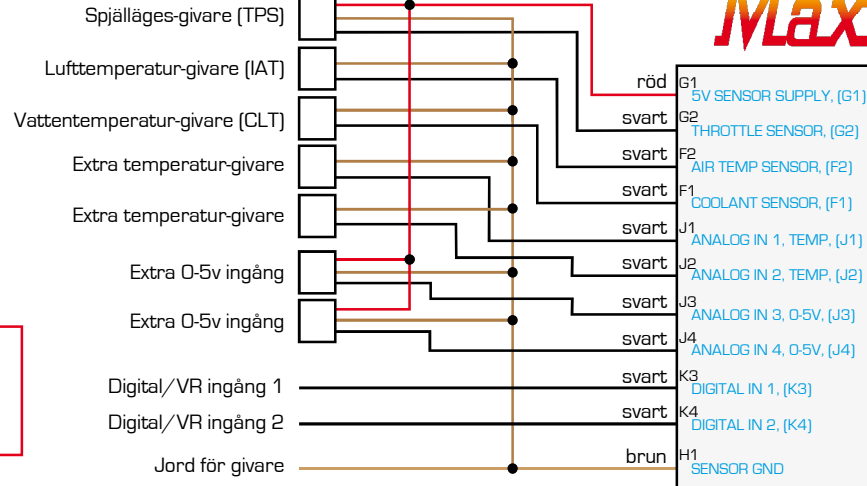 Max
Spjälläges-givare (TPS)
Lufttemperatur-givare (IAT)
röd G1
5V SENSOR SUPPLY, (G1)
Vattentemperatur-givare (CLT)
svart G2
THROTTLE SENSOR, (G2)
Extra temperatur-givare
svart F2
AIR TEMP SENSOR, (F2)
svart F1
COOLANT SENSOR, (F1)
Extra temperatur-givare
svart J1
ANALOG IN 1, TEMP, (J1)
Extra 0-5v ingång
svart J2
ANALOG IN 2, TEMP, (J2)
svart J3
ANALOG IN 3, 0-5V, (J3)
Extra 0-5v ingång
svart J4
ANALOG IN 4, 0-5V, (J4)
Digital/VR ingång 1
svart K3
DIGITAL IN 1, (K3)
Digital/VR ingång 2
svart K4
DIGITAL IN 2, (K4)
Jord för givare
brun H1
SENSOR GND